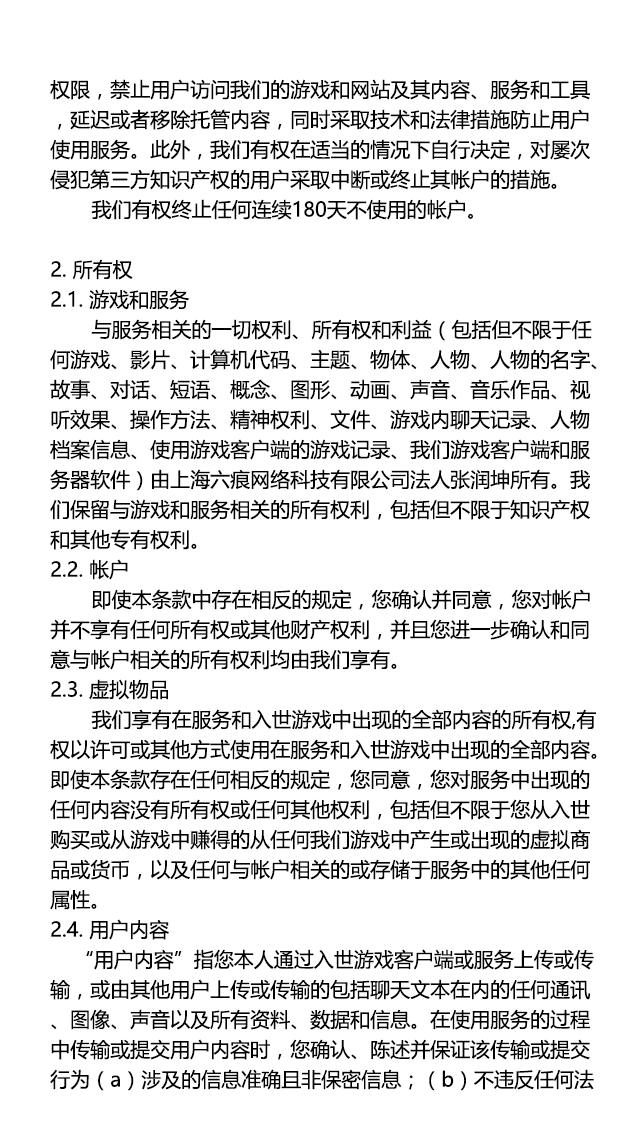 权限，禁止用户访问我们的游戏和网站及其内容、服务和工具
，延迟或者移除托管内容，同时采取技术和法律措施防止用户
使用服务。此外，我们有权在适当的情况下自行决定，对屡次
侵犯第三方知识产权的用户采取中断或终止其帐户的措施。
我们有权终止任何连续180天不使用的帐户。
2. 所有权
2.1. 游戏和服务
与服务相关的一切权利、所有权和利益（包括但不限于任
何游戏、影片、计算机代码、主题、物体、人物、人物的名字、
故事、对话、短语、概念、图形、动画、声音、音乐作品、视
听效果、操作方法、精神权利、文件、游戏内聊天记录、人物
档案信息、使用游戏客户端的游戏记录、我们游戏客户端和服
务器软件）由上海六痕网络科技有限公司法人张润坤所有。我
们保留与游戏和服务相关的所有权利，包括但不限于知识产权
和其他专有权利。
2.2. 帐户
即使本条款中存在相反的规定，您确认并同意，您对帐户
并不享有任何所有权或其他财产权利，并且您进一步确认和同
意与帐户相关的所有权利均由我们享有。
2.3. 虚拟物品
我们享有在服务和入世游戏中出现的全部内容的所有权,有
权以许可或其他方式使用在服务和入世游戏中出现的全部内容。
即使本条款存在任何相反的规定，您同意，您对服务中出现的
任何内容没有所有权或任何其他权利，包括但不限于您从入世
购买或从游戏中赚得的从任何我们游戏中产生或出现的虚拟商
品或货币，以及任何与帐户相关的或存储于服务中的其他任何
属性。
2.4. 用户内容
“用户内容”指您本人通过入世游戏客户端或服务上传或传
输，或由其他用户上传或传输的包括聊天文本在内的任何通讯
、图像、声音以及所有资料、数据和信息。在使用服务的过程
中传输或提交用户内容时，您确认、陈述并保证该传输或提交
行为（a）涉及的信息准确且非保密信息；（b）不违反任何法